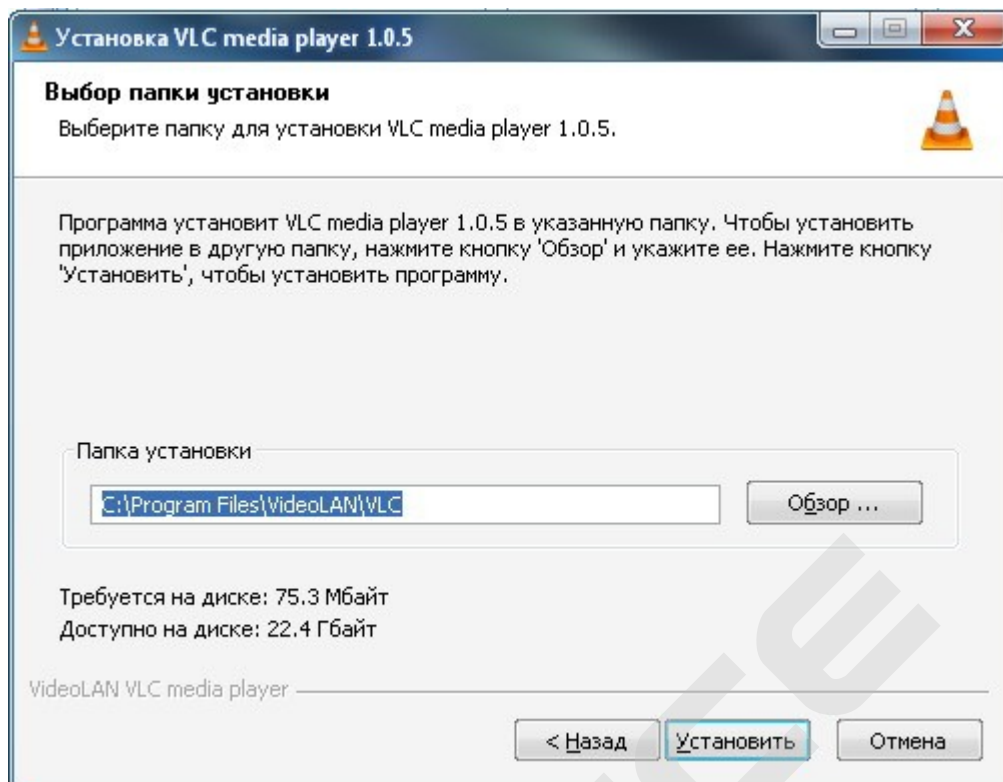 Установка VLC media player 1.0.5
Выбор папки установки
Выберите папку для установки VLC media player 1.0.5.
Программа установит VLC media player 1.0.5 в указанную папку. Чтобы установить
приложение в другую папку, нажмите кнопку 'Обзор' и укажите ее. Нажмите кнопку
'Установить', чтобы установить программу.
Папка установки
C:\Program Files\VideoLAN\VLC
Обзор ...
Требуется на диске: 75.3 Мбайт
Доступно на диске: 22.4 Гбайт
VideoLAN VLC media player
< Назад
Установить
Отмена